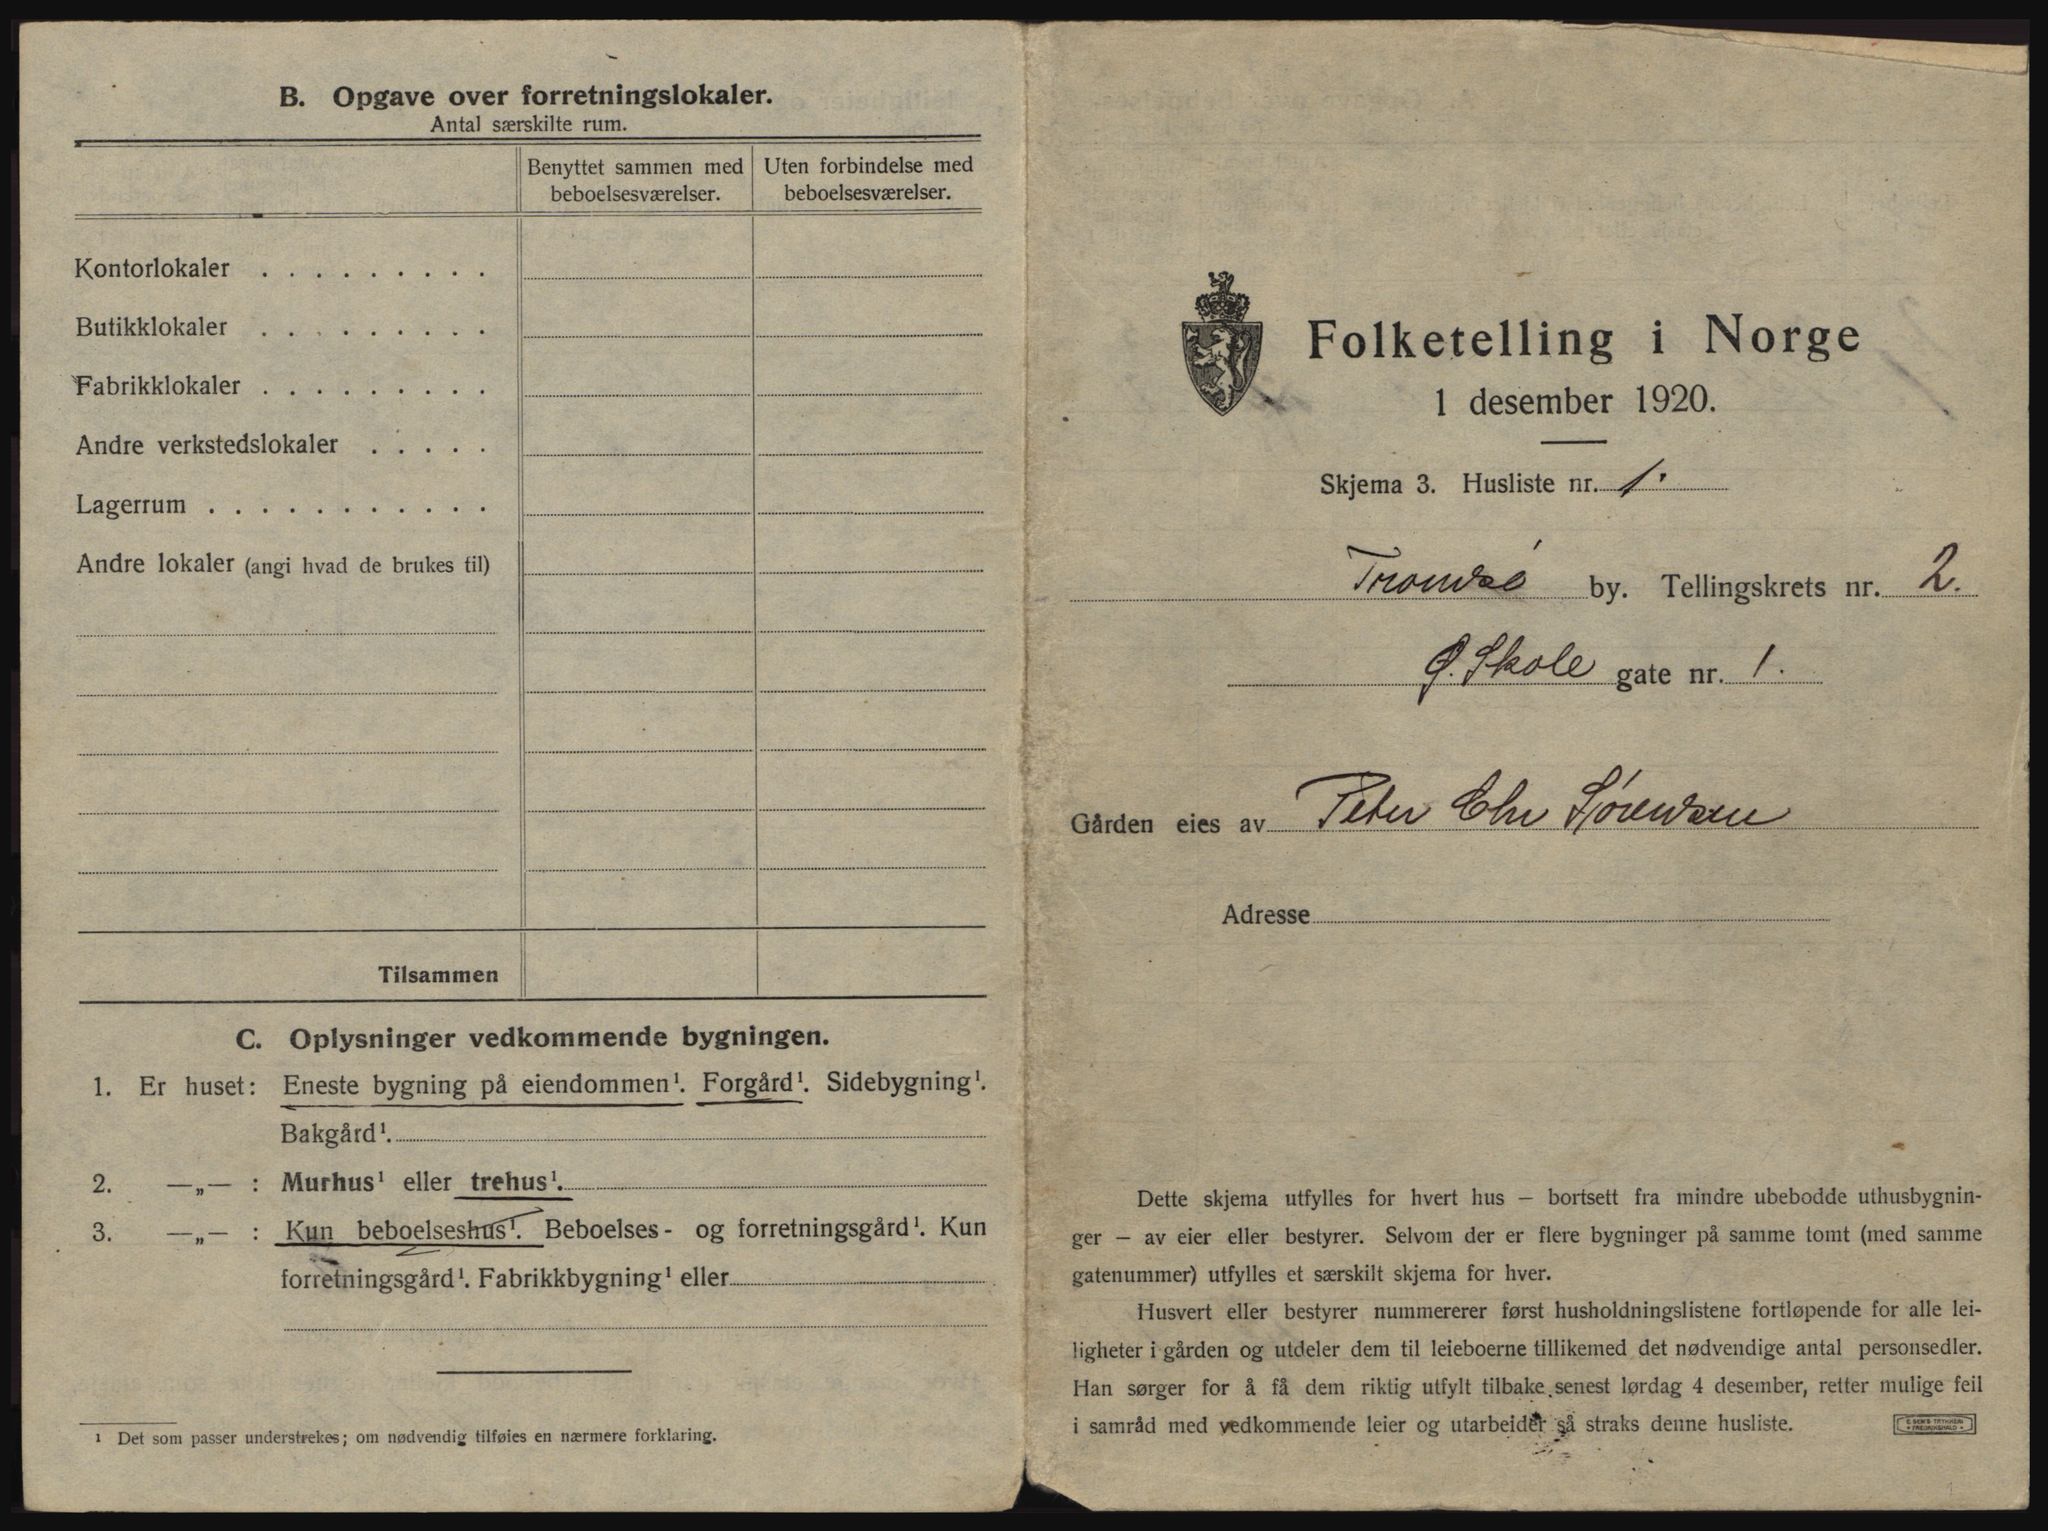 B. Opgave over forretningslokaler.
Antal særskilte rum.
Benyttet sammen med beboelsesværelser.
Uten forbindelse med beboelsesværelser.
Kontorlokaler . . . . . . . . .
Butikklokaler . . . . . . . . .
Fabrikklokaler . . . . . . . . .
Andre verkstedslokaler . . . . .
Lagerrum . . . . . . . . . . .
Andre lokaler (angi hvad de brukes til)
Tilsammen
C. Oplysninger vedkommende bygningen.
1. Er huset: Eneste bygning på eiendommen¹. Forgård¹. Sidebygning¹.
Bakgård¹.
2. —„— : Murhus¹ eller trehus¹.
3. —„— : Kun beboelseshus¹. Beboelses- og forretningsgård¹. Kun
forretningsgård¹. Fabrikkbygning¹ eller
¹ Det som passer understrekes; om nødvendig tilføies en nærmere forklaring.
Folketelling i Norge
1 desember 1920.
Skjema 3. Husliste nr. 1.
Tromsø by. Tellingskrets nr. 2.
Ø. Skole gate nr. 1.
Gården eies av Peter Chr Sørensen
Adresse
Dette skjema utfylles for hvert hus – bortsett fra mindre ubebodde uthusbygnin-
ger – av eier eller bestyrer. Selvom der er flere bygninger på samme tomt (med samme
gatenummer) utfylles et særskilt skjema for hver.
Husvert eller bestyrer nummererer først husholdningslistene fortløpende for alle lei-
ligheter i gården og utdeler dem til leieboerne tillikemed det nødvendige antal personsedler.
Han sørger for å få dem riktig utfylt tilbake senest lørdag 4 desember, retter mulige feil
i samråd med vedkommende leier og utarbeider så straks denne husliste.